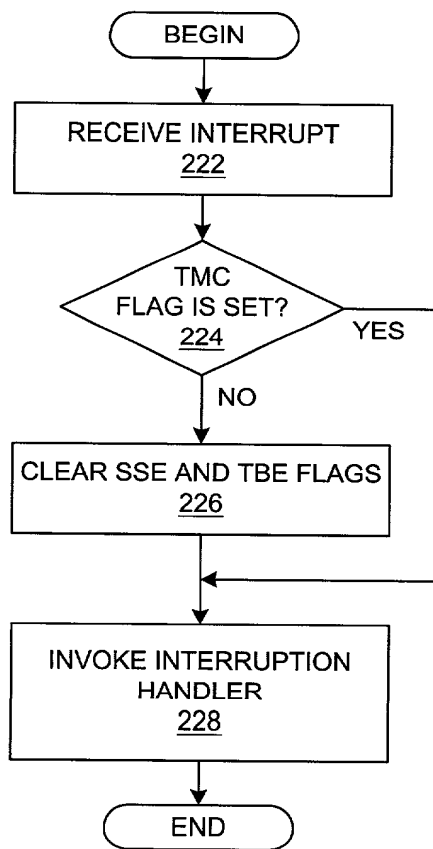 BEGIN
RECEIVE INTERRUPT
222
TMC
FLAG IS SET?
224
YES
NO
CLEAR SSE AND TBE FLAGS
226
INVOKE INTERRUPTION
HANDLER
228
END